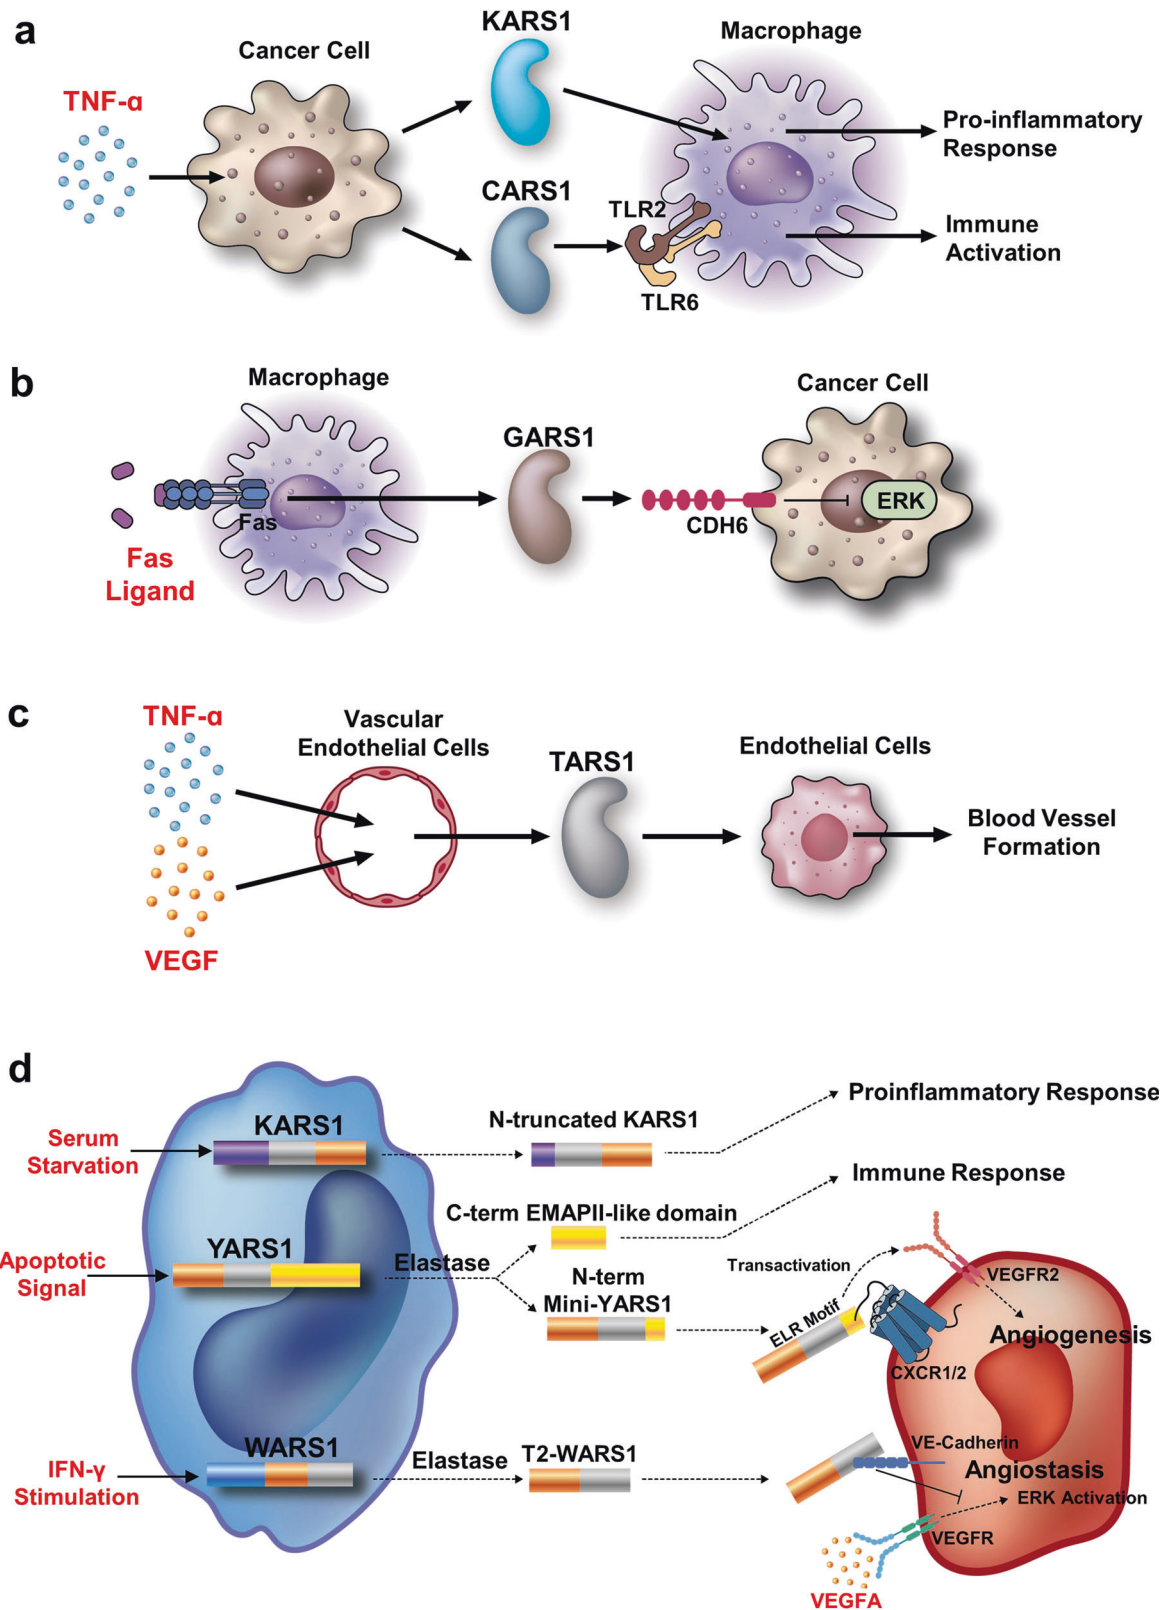 a
Cancer Cell
KARS1
Macrophage
TNF-α
Pro-inflammatory
Response
CARS1
TLR2
Immune
Activation
TLR6
b
Macrophage
Cancer Cell
GARS1
ERK
Fas
CDH6
Fas
Ligand
c
TNF-α
Vascular
Endothelial Cells
TARS1
Endothelial Cells
Blood Vessel
Formation
VEGF
d
Proinflammatory Response
KARS1
N-truncated KARS1
Serum
Starvation
Immune Response
C-term EMAPII-like domain
YARS1
Elastase
Apoptotic
Signal
Transactivation
VEGFR2
N-term
Mini-YARS1
ELR Motif
Angiogenesis
CXCR1/2
WARS1
Elastase
T2-WARS1
VE-Cadherin
IFN-γ
Stimulation
Angiostasis
ERK Activation
VEGFR
VEGFA